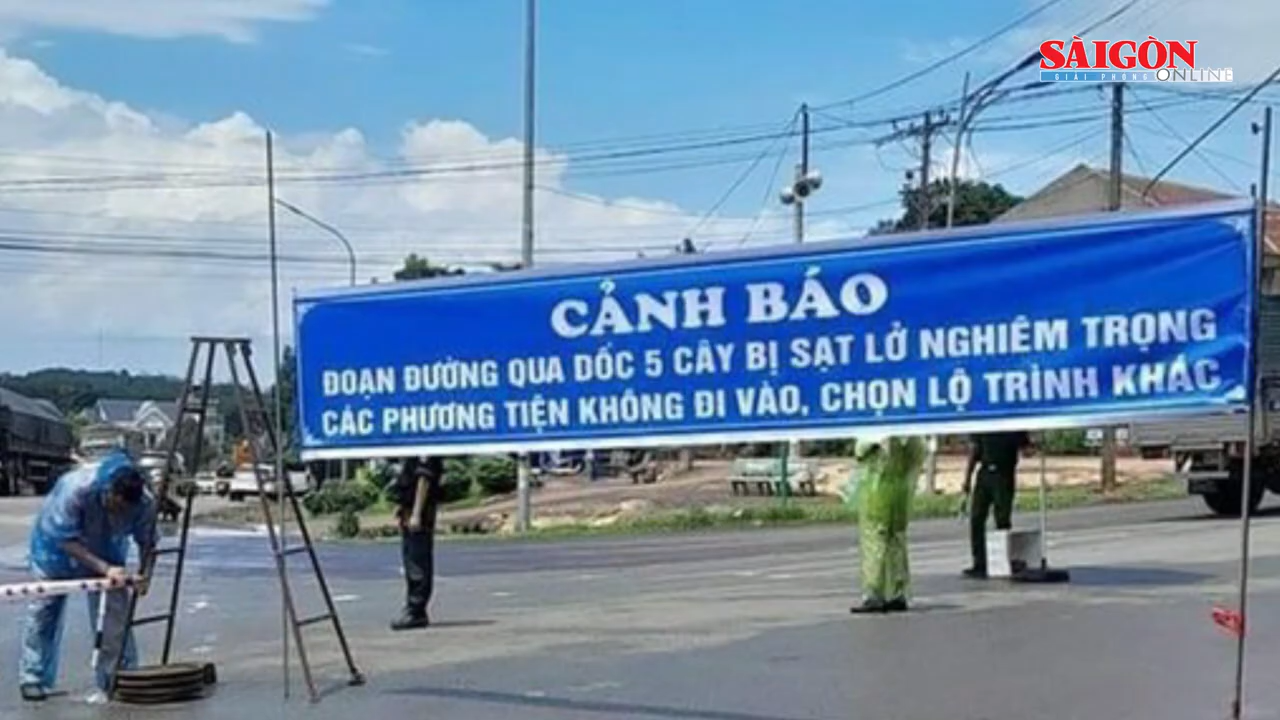 SÀIGÒN
GIẢI PHÓNG ONLINE
CẢNH BÁO
ĐOẠN ĐƯỜNG QUA DỐC 5 CÂY BỊ SẠT LỞ NGHIÊM TRỌNG
CÁC PHƯƠNG TIỆN KHÔNG ĐI VÀO, CHỌN LỘ TRÌNH KHÁC